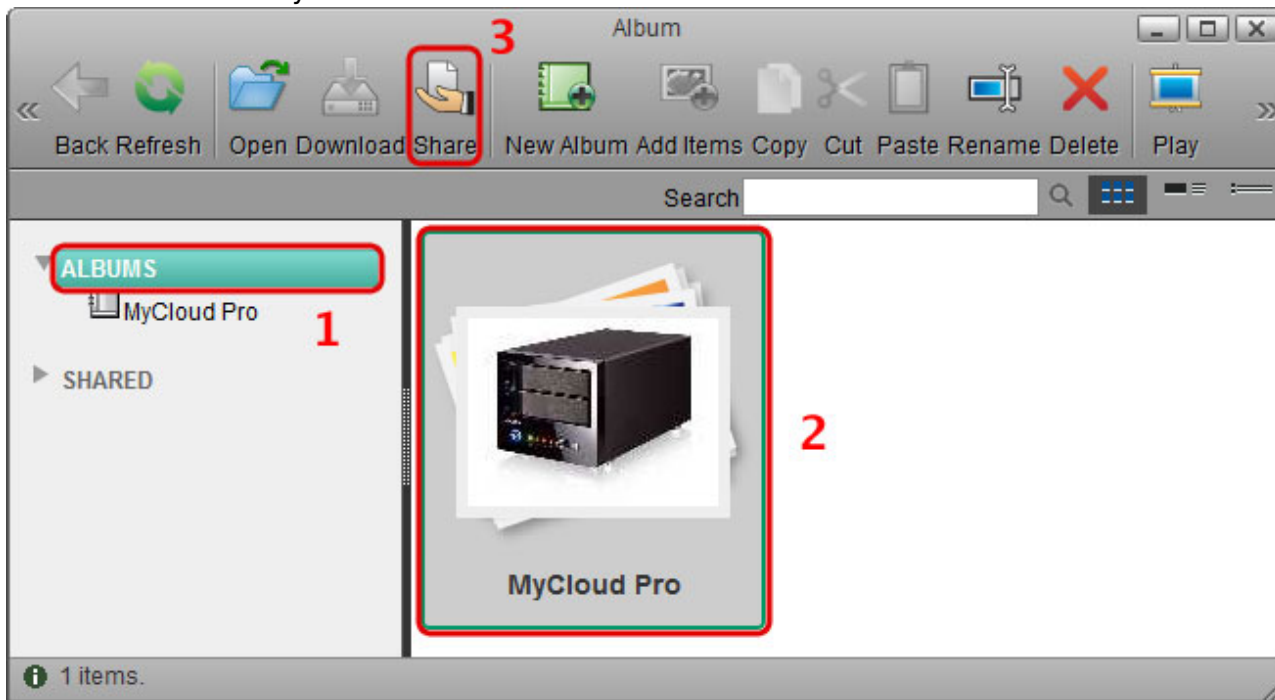 Album
3
Back Refresh Open Download Share New Album Add Items Copy Cut Paste Rename Delete Play
Search
ALBUMS
MyCloud Pro
1
SHARED
2
MyCloud Pro
1 items.